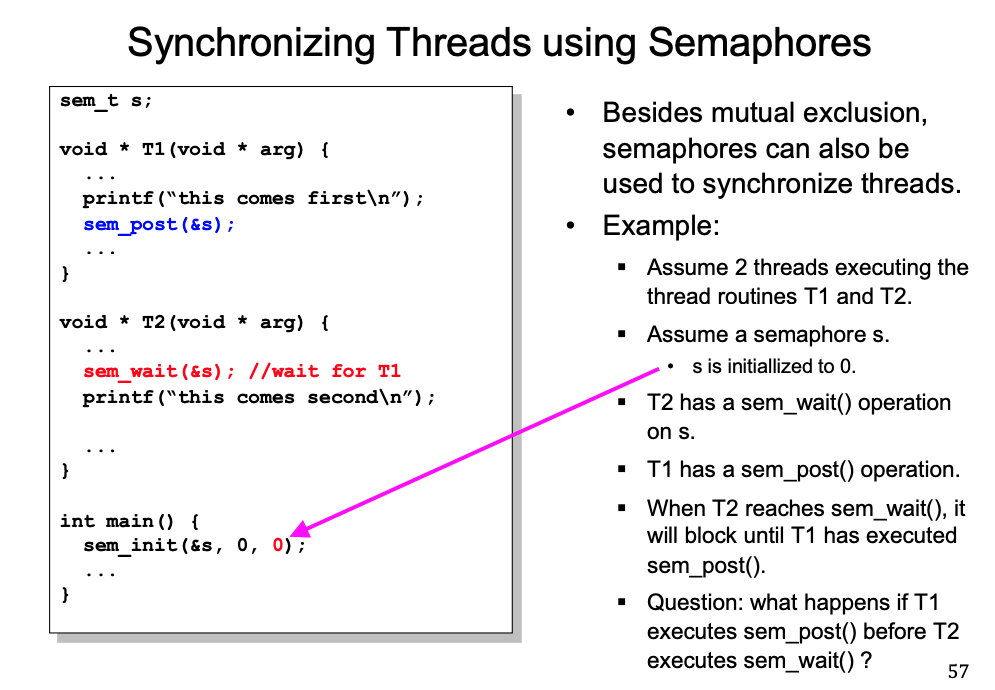 Synchronizing Threads using Semaphores
sem_t s;
void * T1(void * arg) {
...
printf(“this comes first\n”);
sem_post(&s);
...
}
void * T2(void * arg) {
...
sem_wait(&s); //wait for T1
printf(“this comes second\n”);
...
}
int main() {
sem_init(&s, 0, 0);
...
}
• Besides mutual exclusion,
semaphores can also be
used to synchronize threads.
• Example:
▪ Assume 2 threads executing the
thread routines T1 and T2.
▪ Assume a semaphore s.
• s is initiallized to 0.
▪ T2 has a sem_wait() operation
on s.
▪ T1 has a sem_post() operation.
▪ When T2 reaches sem_wait(), it
will block until T1 has executed
sem_post().
▪ Question: what happens if T1
executes sem_post() before T2
executes sem_wait() ?
57